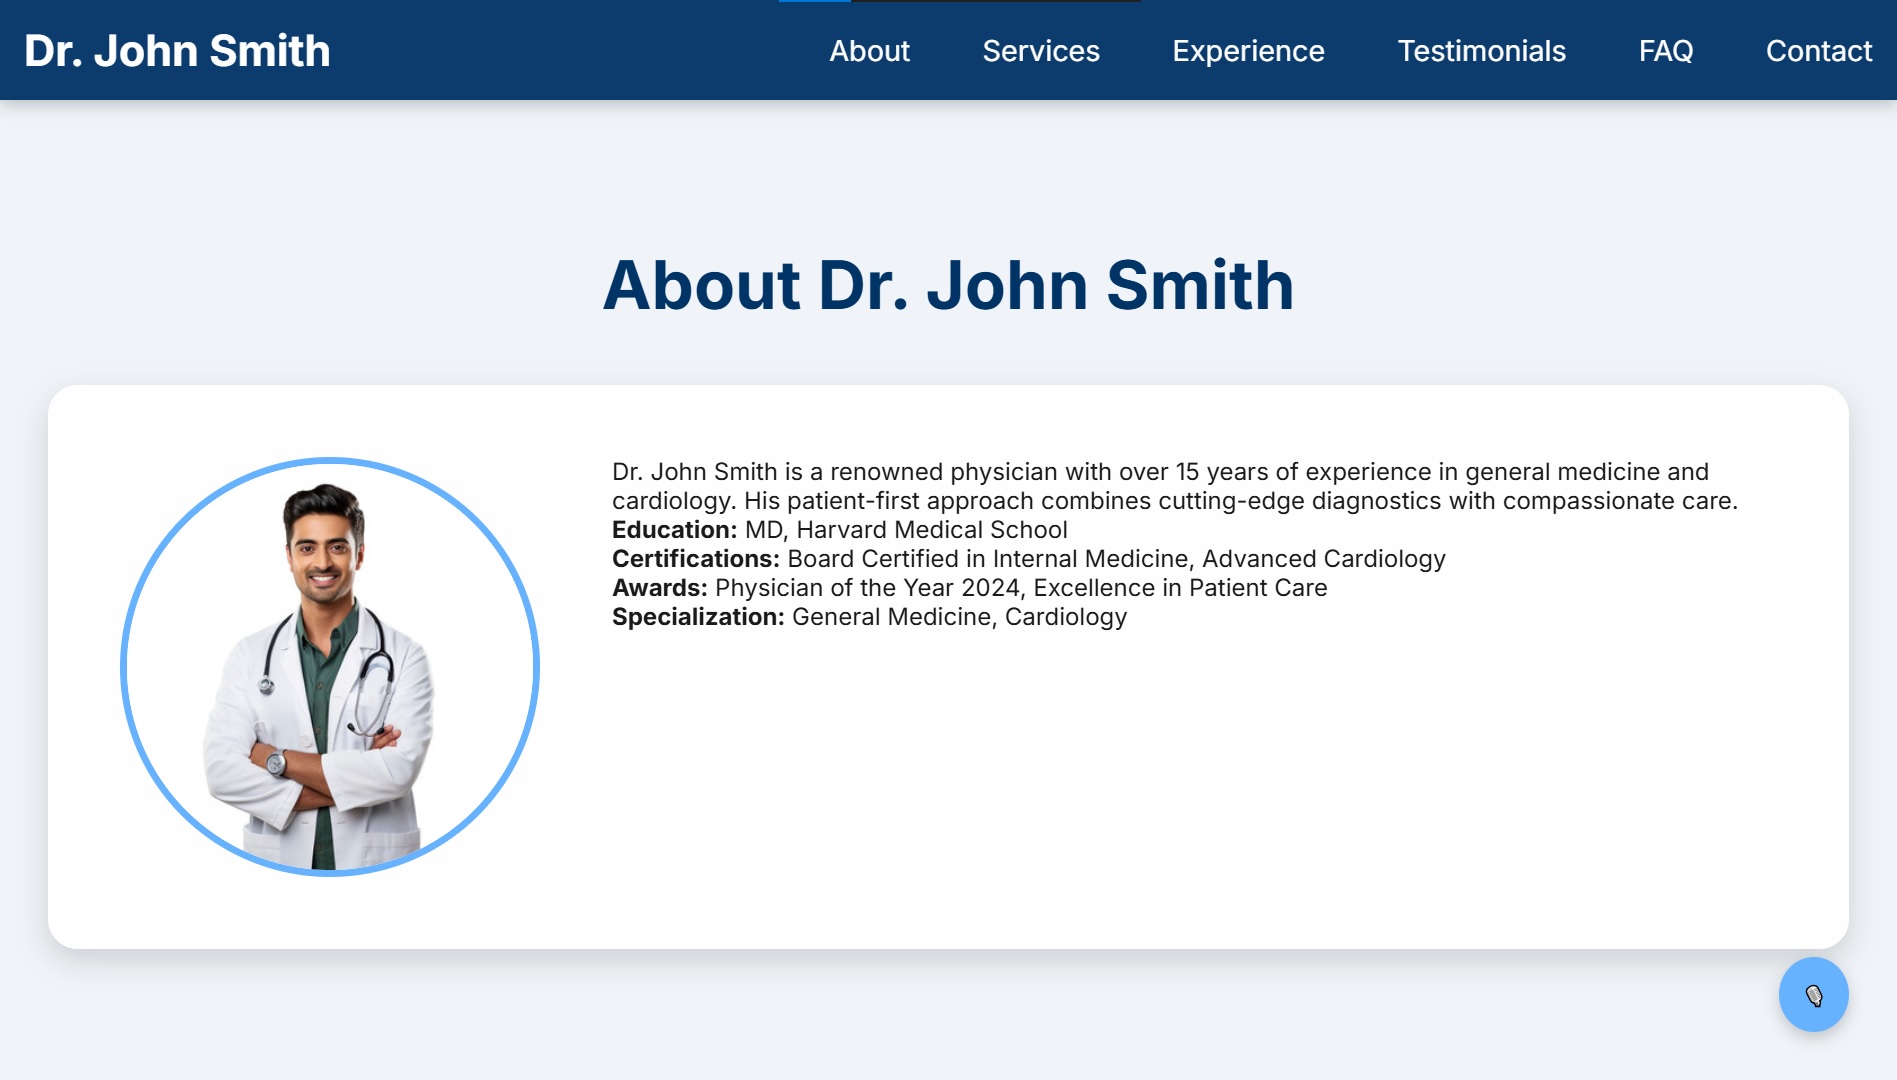 Dr. John Smith
About
Services
Experience
Testimonials
FAQ
Contact
About Dr. John Smith
Dr. John Smith is a renowned physician with over 15 years of experience in general medicine and
cardiology. His patient-first approach combines cutting-edge diagnostics with compassionate care.
Education: MD, Harvard Medical School
Certifications: Board Certified in Internal Medicine, Advanced Cardiology
Awards: Physician of the Year 2024, Excellence in Patient Care
Specialization: General Medicine, Cardiology